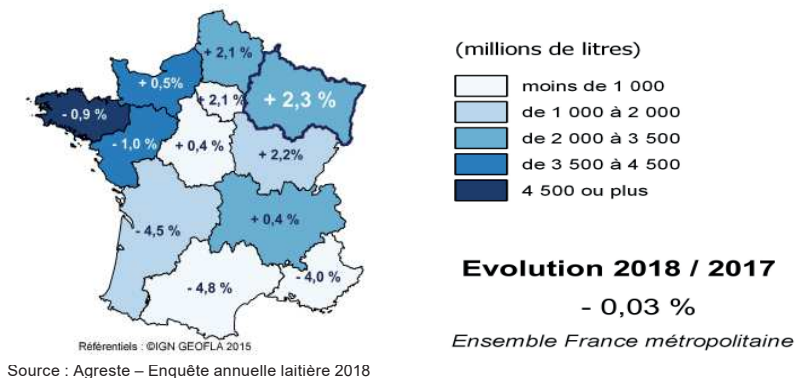 + 2,1 %
+ 0,5%
+ 2,1 %
+ 2,3 %
- 0,9 %
- 1,0 %
+ 0,4 %
+ 2,2%
- 4,5 %
+ 0,4 %
- 4,8 %
- 4,0 %
Référentiels : ©IGN GEOFLA 2015
Source : Agreste – Enquête annuelle laitière 2018
(millions de litres)
moins de 1 000
de 1 000 à 2 000
de 2 000 à 3 500
de 3 500 à 4 500
4 500 ou plus
Evolution 2018 / 2017
- 0,03 %
Ensemble France métropolitaine